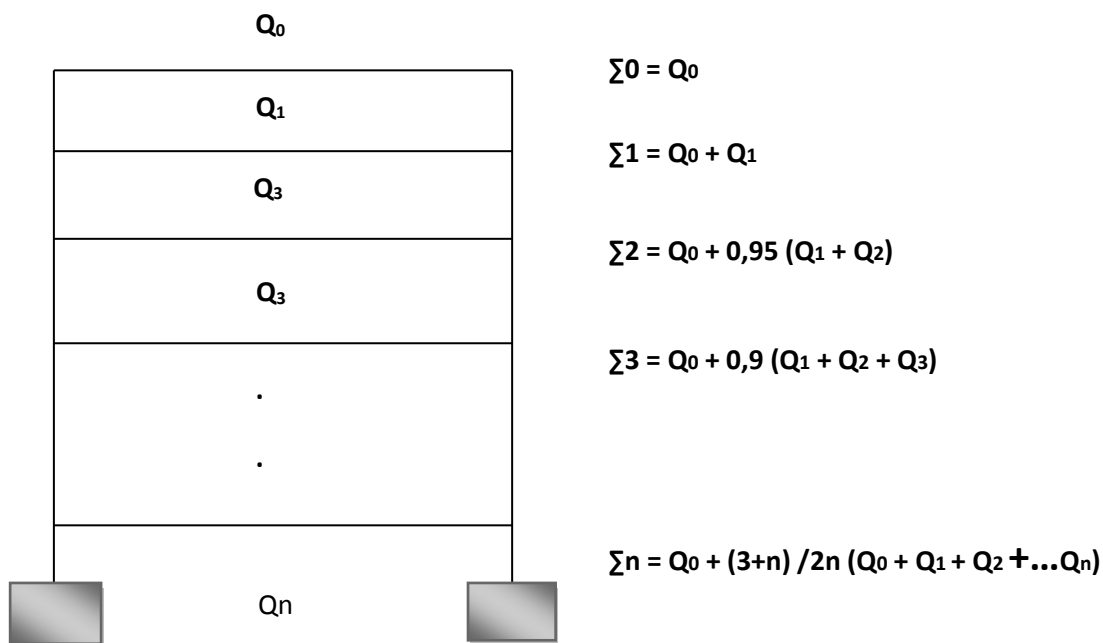 Q₀
∑0 = Q₀
Q₁
∑1 = Q₀ + Q₁
Q₃
∑2 = Q₀ + 0,95 (Q₁ + Q₂)
Q₃
∑3 = Q₀ + 0,9 (Q₁ + Q₂ + Q₃)
.
.
∑n = Q₀ + (3+n) /2n (Q₀ + Q₁ + Q₂ +...Qₙ)
Qn